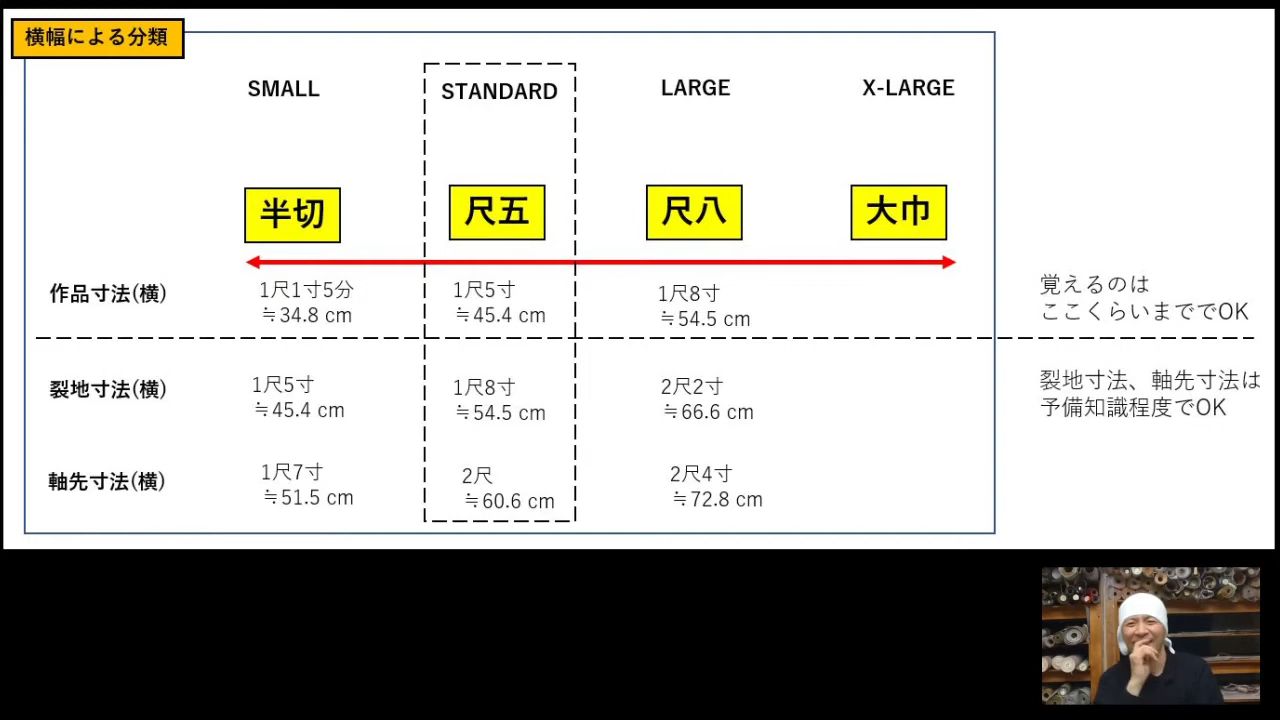 横幅による分類
SMALL
STANDARD
LARGE
X-LARGE
半切
尺五
尺八
大巾
作品寸法(横)
1尺1寸5分
≒34.8 cm
1尺5寸
≒45.4 cm
1尺8寸
≒54.5 cm
覚えるのは
ここくらいまででOK
裂地寸法(横)
1尺5寸
≒45.4 cm
1尺8寸
≒54.5 cm
2尺2寸
≒66.6 cm
裂地寸法、軸先寸法は
予備知識程度でOK
軸先寸法(横)
1尺7寸
≒51.5 cm
2尺
≒60.6 cm
2尺4寸
≒72.8 cm